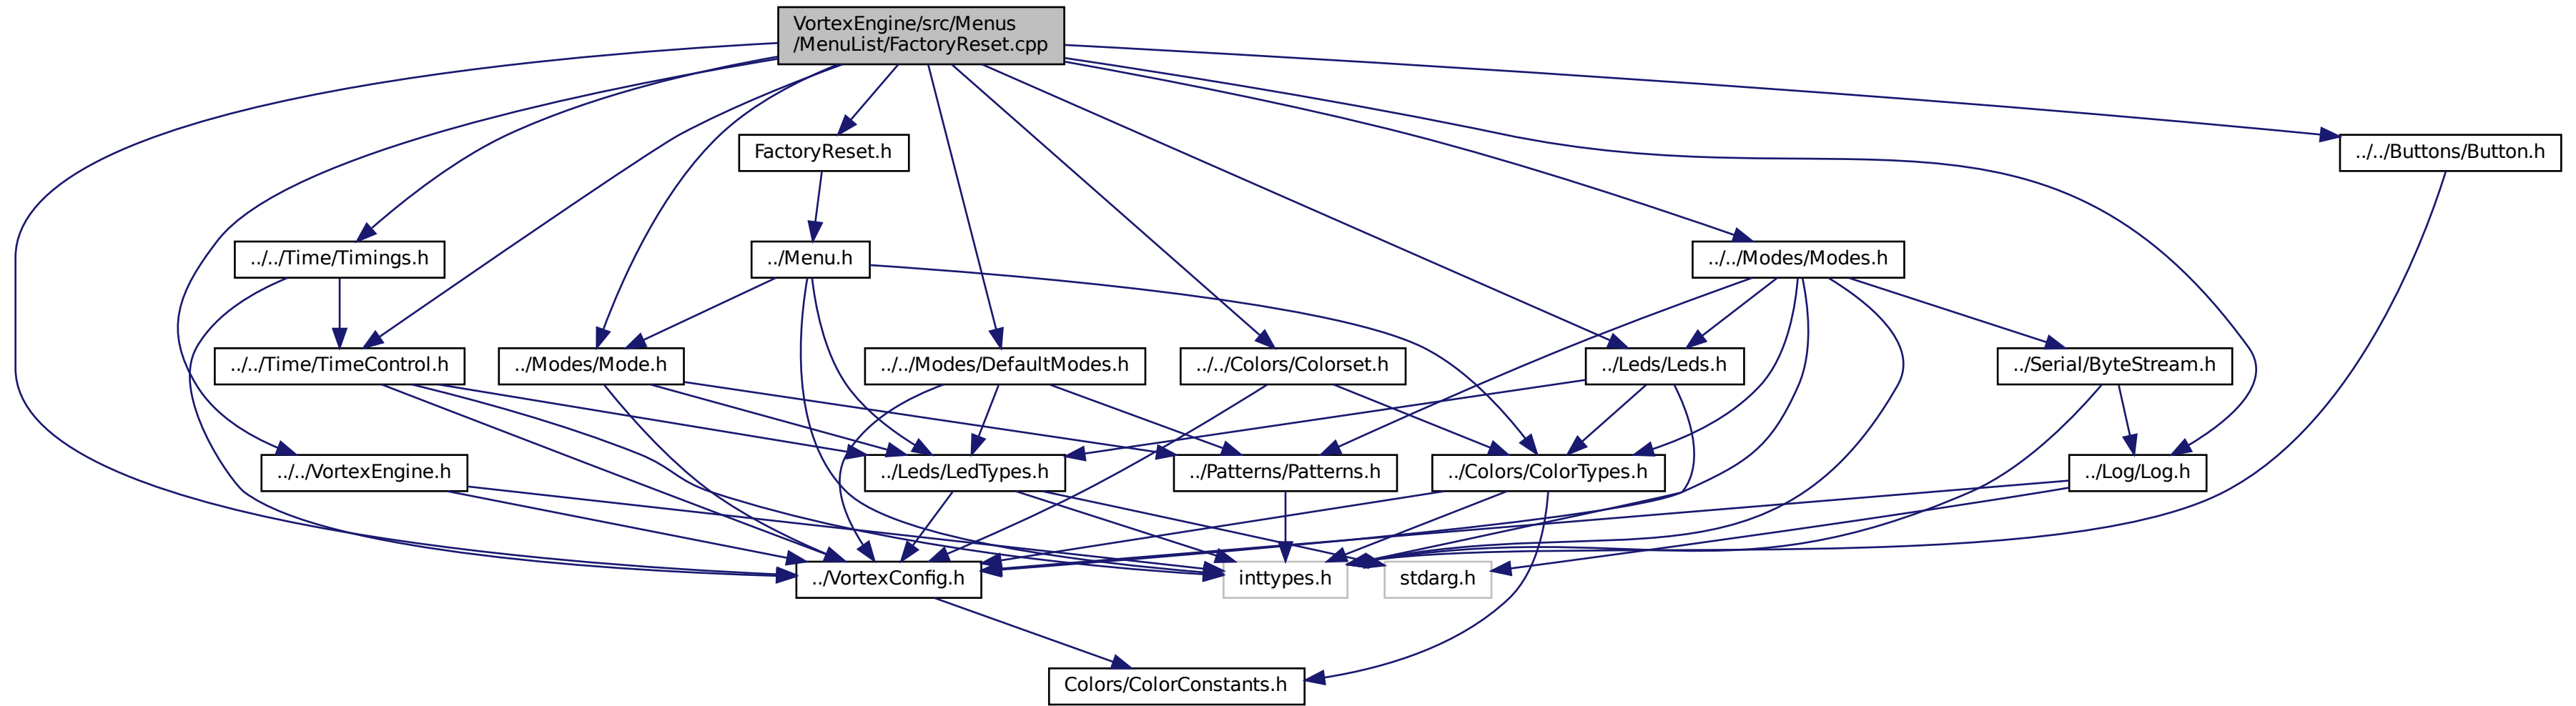 VortexEngine/src/Menus
/MenuList/FactoryReset.cpp
FactoryReset.h
../../Buttons/Button.h
../../Time/Timings.h
../Menu.h
../../Modes/Modes.h
../../Time/TimeControl.h
../Modes/Mode.h
../../Modes/DefaultModes.h
../../Colors/Colorset.h
../Leds/Leds.h
../Serial/ByteStream.h
../../VortexEngine.h
../Leds/LedTypes.h
../Patterns/Patterns.h
../Colors/ColorTypes.h
../Log/Log.h
../VortexConfig.h
inttypes.h
stdarg.h
Colors/ColorConstants.h